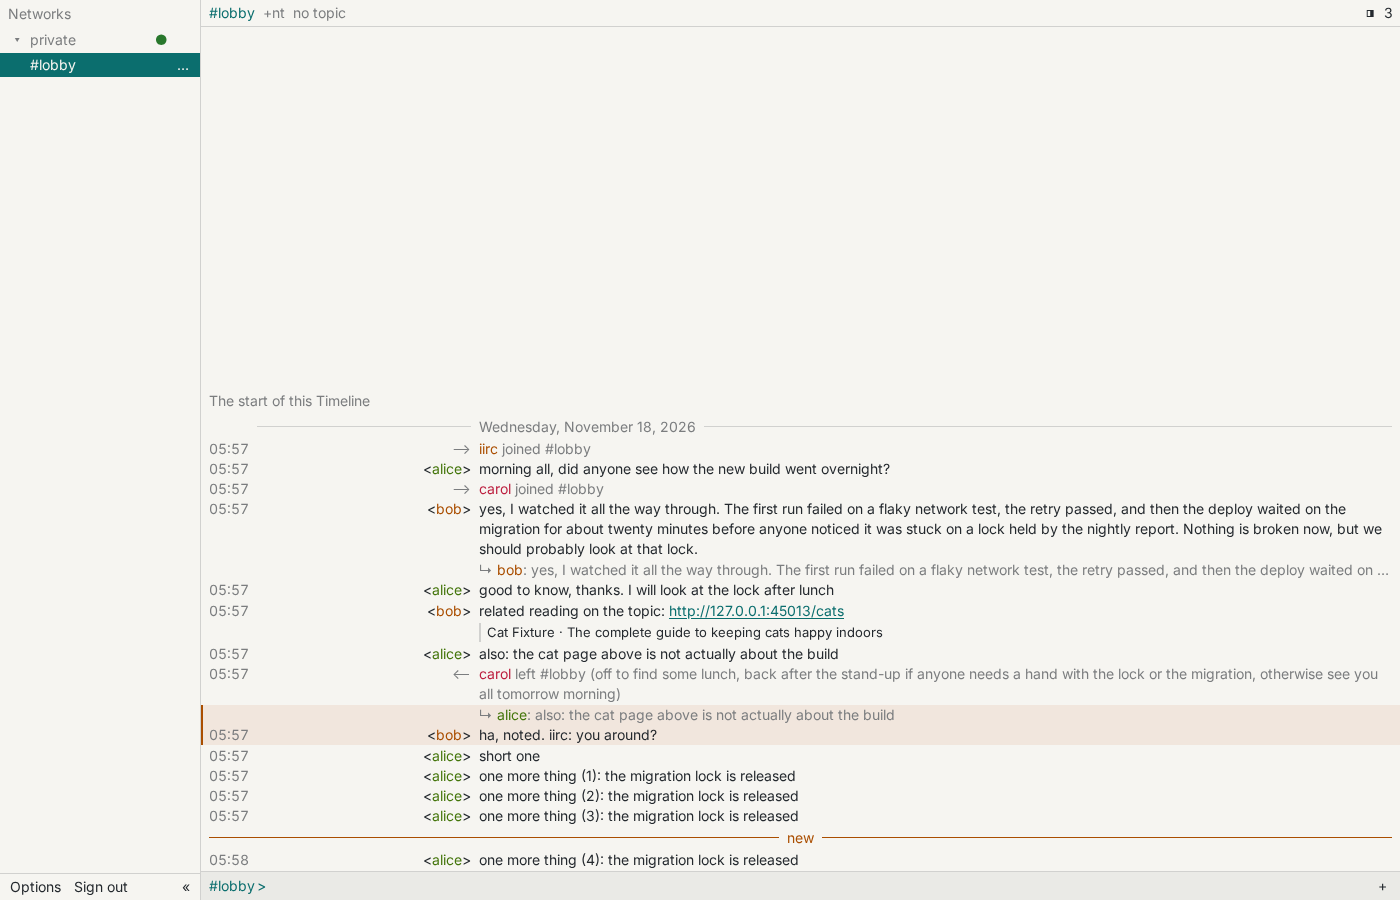 Networks
private
#lobby ...
Options Sign out «
#lobby +nt no topic 3
The start of this Timeline
Wednesday, November 18, 2026
05:57 → iirc joined #lobby
05:57 <alice> morning all, did anyone see how the new build went overnight?
05:57 → carol joined #lobby
05:57 <bob> yes, I watched it all the way through. The first run failed on a flaky network test, the retry passed, and then the deploy waited on the
migration for about twenty minutes before anyone noticed it was stuck on a lock held by the nightly report. Nothing is broken now, but we
should probably look at that lock.
↳ bob: yes, I watched it all the way through. The first run failed on a flaky network test, the retry passed, and then the deploy waited on ...
05:57 <alice> good to know, thanks. I will look at the lock after lunch
05:57 <bob> related reading on the topic: http://127.0.0.1:45013/cats
Cat Fixture · The complete guide to keeping cats happy indoors
05:57 <alice> also: the cat page above is not actually about the build
05:57 ← carol left #lobby (off to find some lunch, back after the stand-up if anyone needs a hand with the lock or the migration, otherwise see you
all tomorrow morning)
↳ alice: also: the cat page above is not actually about the build
05:57 <bob> ha, noted. iirc: you around?
05:57 <alice> short one
05:57 <alice> one more thing (1): the migration lock is released
05:57 <alice> one more thing (2): the migration lock is released
05:57 <alice> one more thing (3): the migration lock is released
new
05:58 <alice> one more thing (4): the migration lock is released
#lobby > +